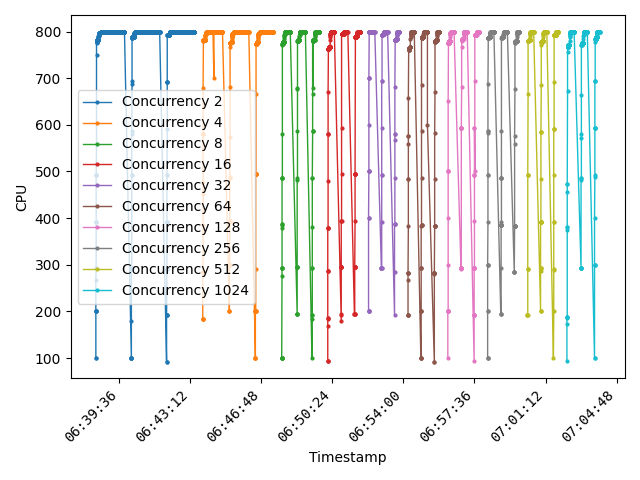 800
700
600
500
400
300
200
100
CPU
Concurrency 2
Concurrency 4
Concurrency 8
Concurrency 16
Concurrency 32
Concurrency 64
Concurrency 128
Concurrency 256
Concurrency 512
Concurrency 1024
06:39:36
06:43:12
06:46:48
06:50:24
06:54:00
06:57:36
07:01:12
07:04:48
Timestamp